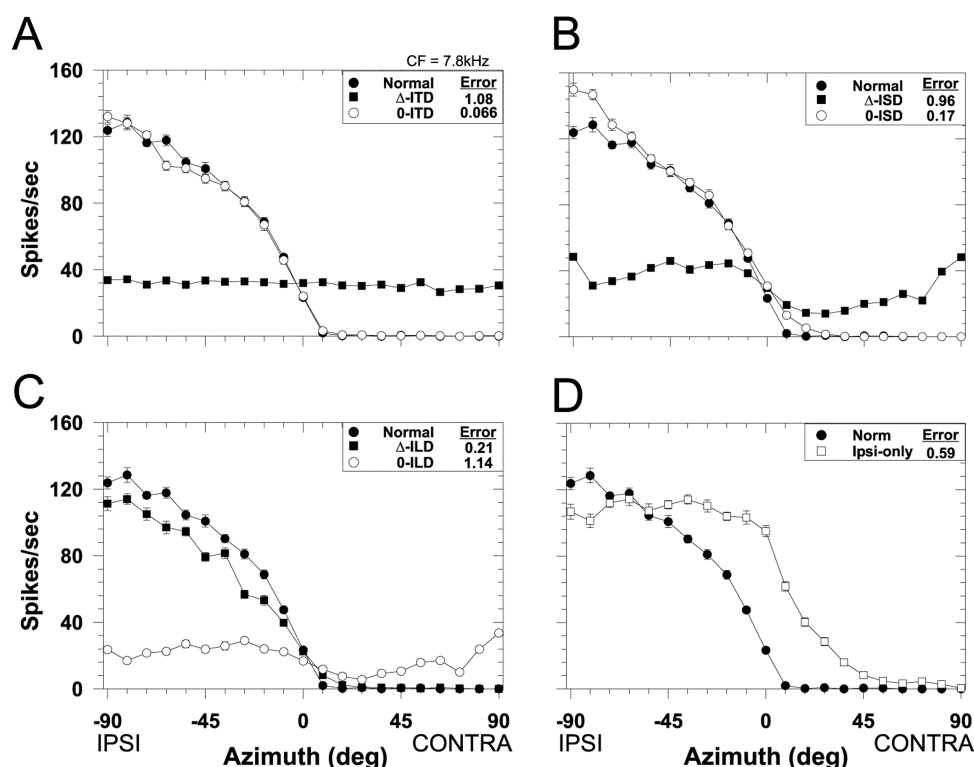 A
CF = 7.8kHz
160
120
80
40
0
Spikes/sec
Normal Error
Δ-ITD 1.08
0-ITD 0.066
B
Normal Error
Δ-ISD 0.96
0-ISD 0.17
C
160
120
80
40
0
Spikes/sec
Normal Error
Δ-ILD 0.21
0-ILD 1.14
-90 -45 0 45 90
IPSI Azimuth (deg) CONTRA
D
Norm Error
Ipsi-only 0.59
-90 -45 0 45 90
IPSI Azimuth (deg) CONTRA